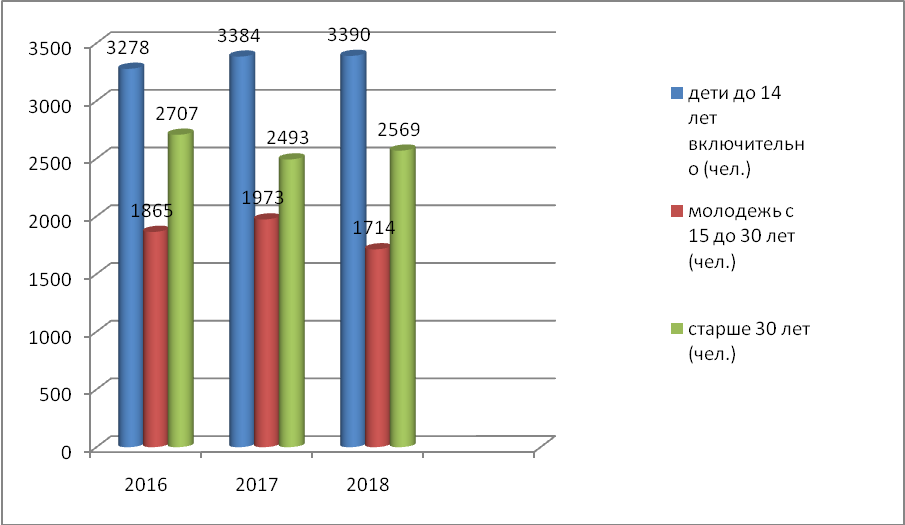 3500
3000
2500
2000
1500
1000
500
0
3278
1865
2707
3384
1973
2493
3390
1714
2569
2016
2017
2018
дети до 14
лет
включительн
о (чел.)
молодежь с
15 до 30 лет
(чел.)
старше 30 лет
(чел.)